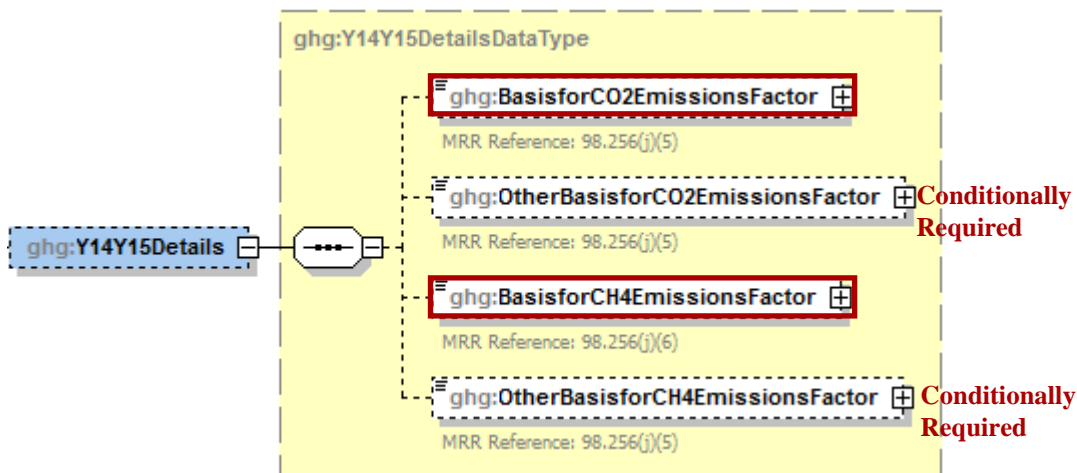 ghg:Y14Y15DetailsDataType
ghg:BasisforCO2EmissionsFactor
MRR Reference: 98.256(j)(5)
ghg:OtherBasisforCO2EmissionsFactor
Conditionally
Required
MRR Reference: 98.256(j)(5)
ghg:Y14Y15Details
ghg:BasisforCH4EmissionsFactor
MRR Reference: 98.256(j)(6)
ghg:OtherBasisforCH4EmissionsFactor
Conditionally
Required
MRR Reference: 98.256(j)(5)